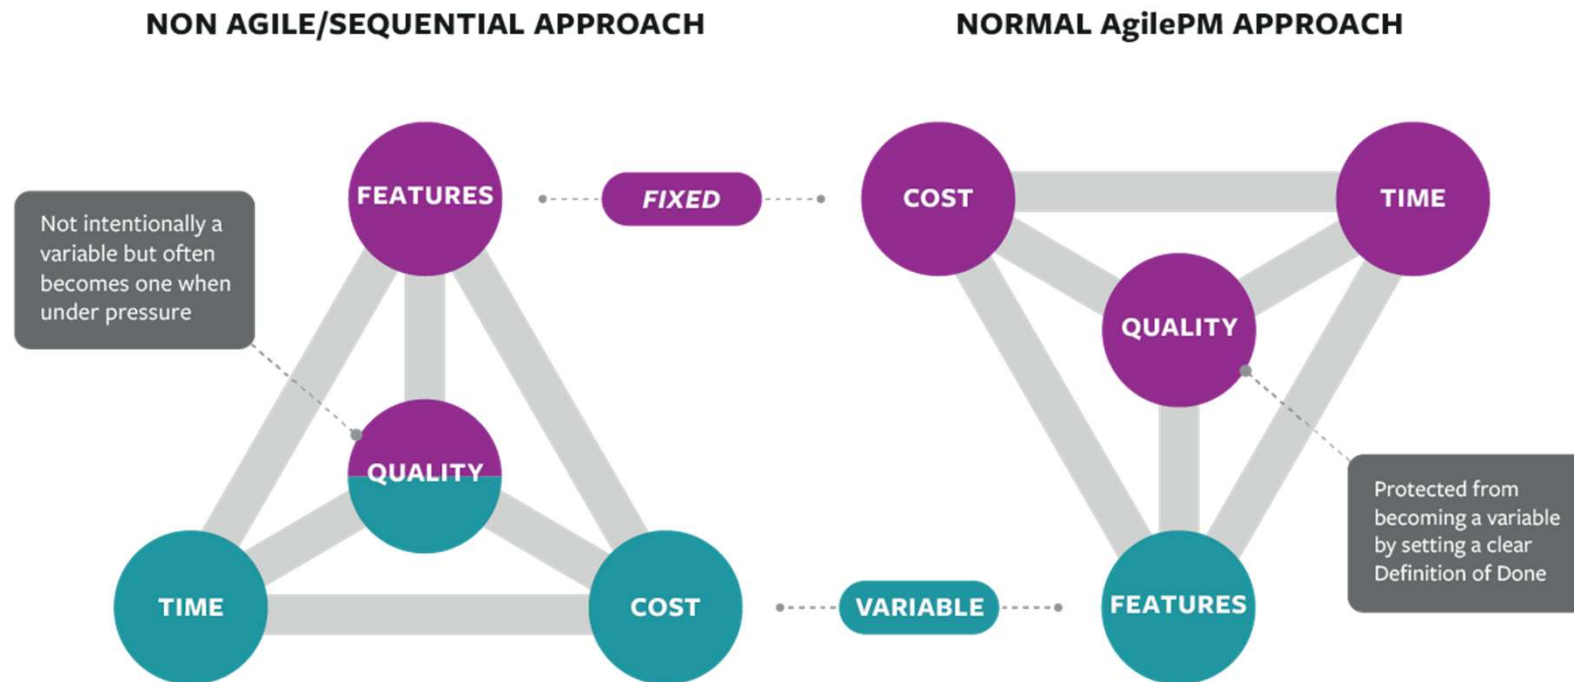 NON AGILE/SEQUENTIAL APPROACH
NORMAL AgilePM APPROACH
FEATURES
FIXED
COST
TIME
Not intentionally a
variable but often
becomes one when
under pressure
QUALITY
QUALITY
Protected from
becoming a variable
by setting a clear
Definition of Done
TIME
COST
VARIABLE
FEATURES